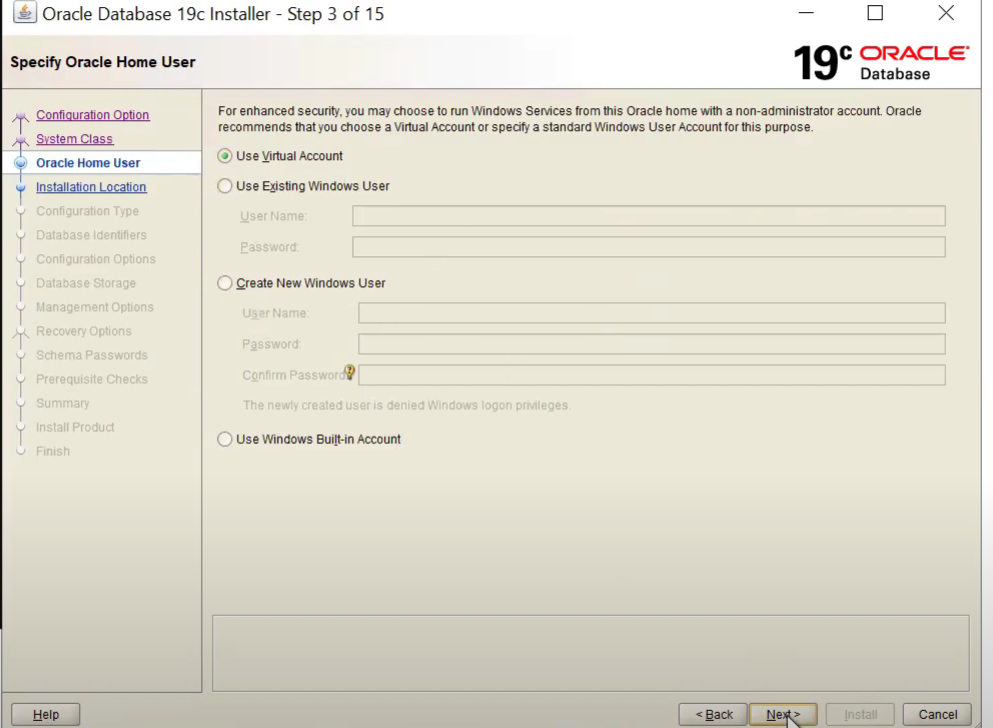 Oracle Database 19c Installer - Step 3 of 15
Specify Oracle Home User
19c ORACLE
Database
Configuration Option
System Class
Oracle Home User
Installation Location
Configuration Type
Database Identifiers
Configuration Options
Database Storage
Management Options
Recovery Options
Schema Passwords
Prerequisite Checks
Summary
Install Product
Finish
For enhanced security, you may choose to run Windows Services from this Oracle home with a non-administrator account. Oracle
recommends that you choose a Virtual Account or specify a standard Windows User Account for this purpose.
Use Virtual Account
Use Existing Windows User
User Name:
Password:
Create New Windows User
User Name:
Password:
Confirm Password
The newly created user is denied Windows logon privileges.
Use Windows Built-in Account
Help
< Back
Next >
Install
Cancel